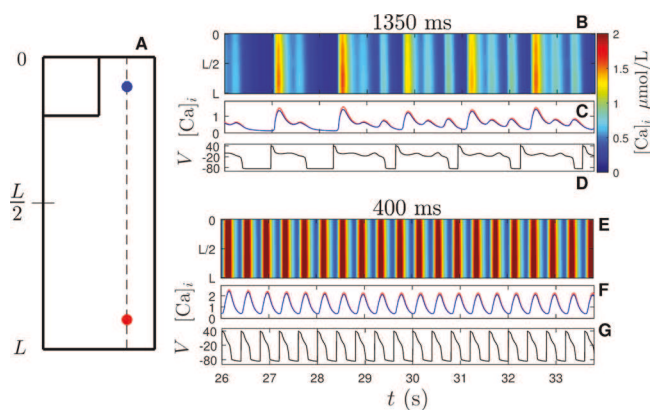 A
0
L/2
L
1350 ms
B
0
L/2
L
2
1.5
1
0.5
0
[Ca]i μmol/L
C
[Ca]i
1
0
V
40
-20
-80
D
400 ms
E
0
L/2
L
F
[Ca]i
2
1
0
G
V
40
-20
-80
26 27 28 29 30 31 32 33
t (s)